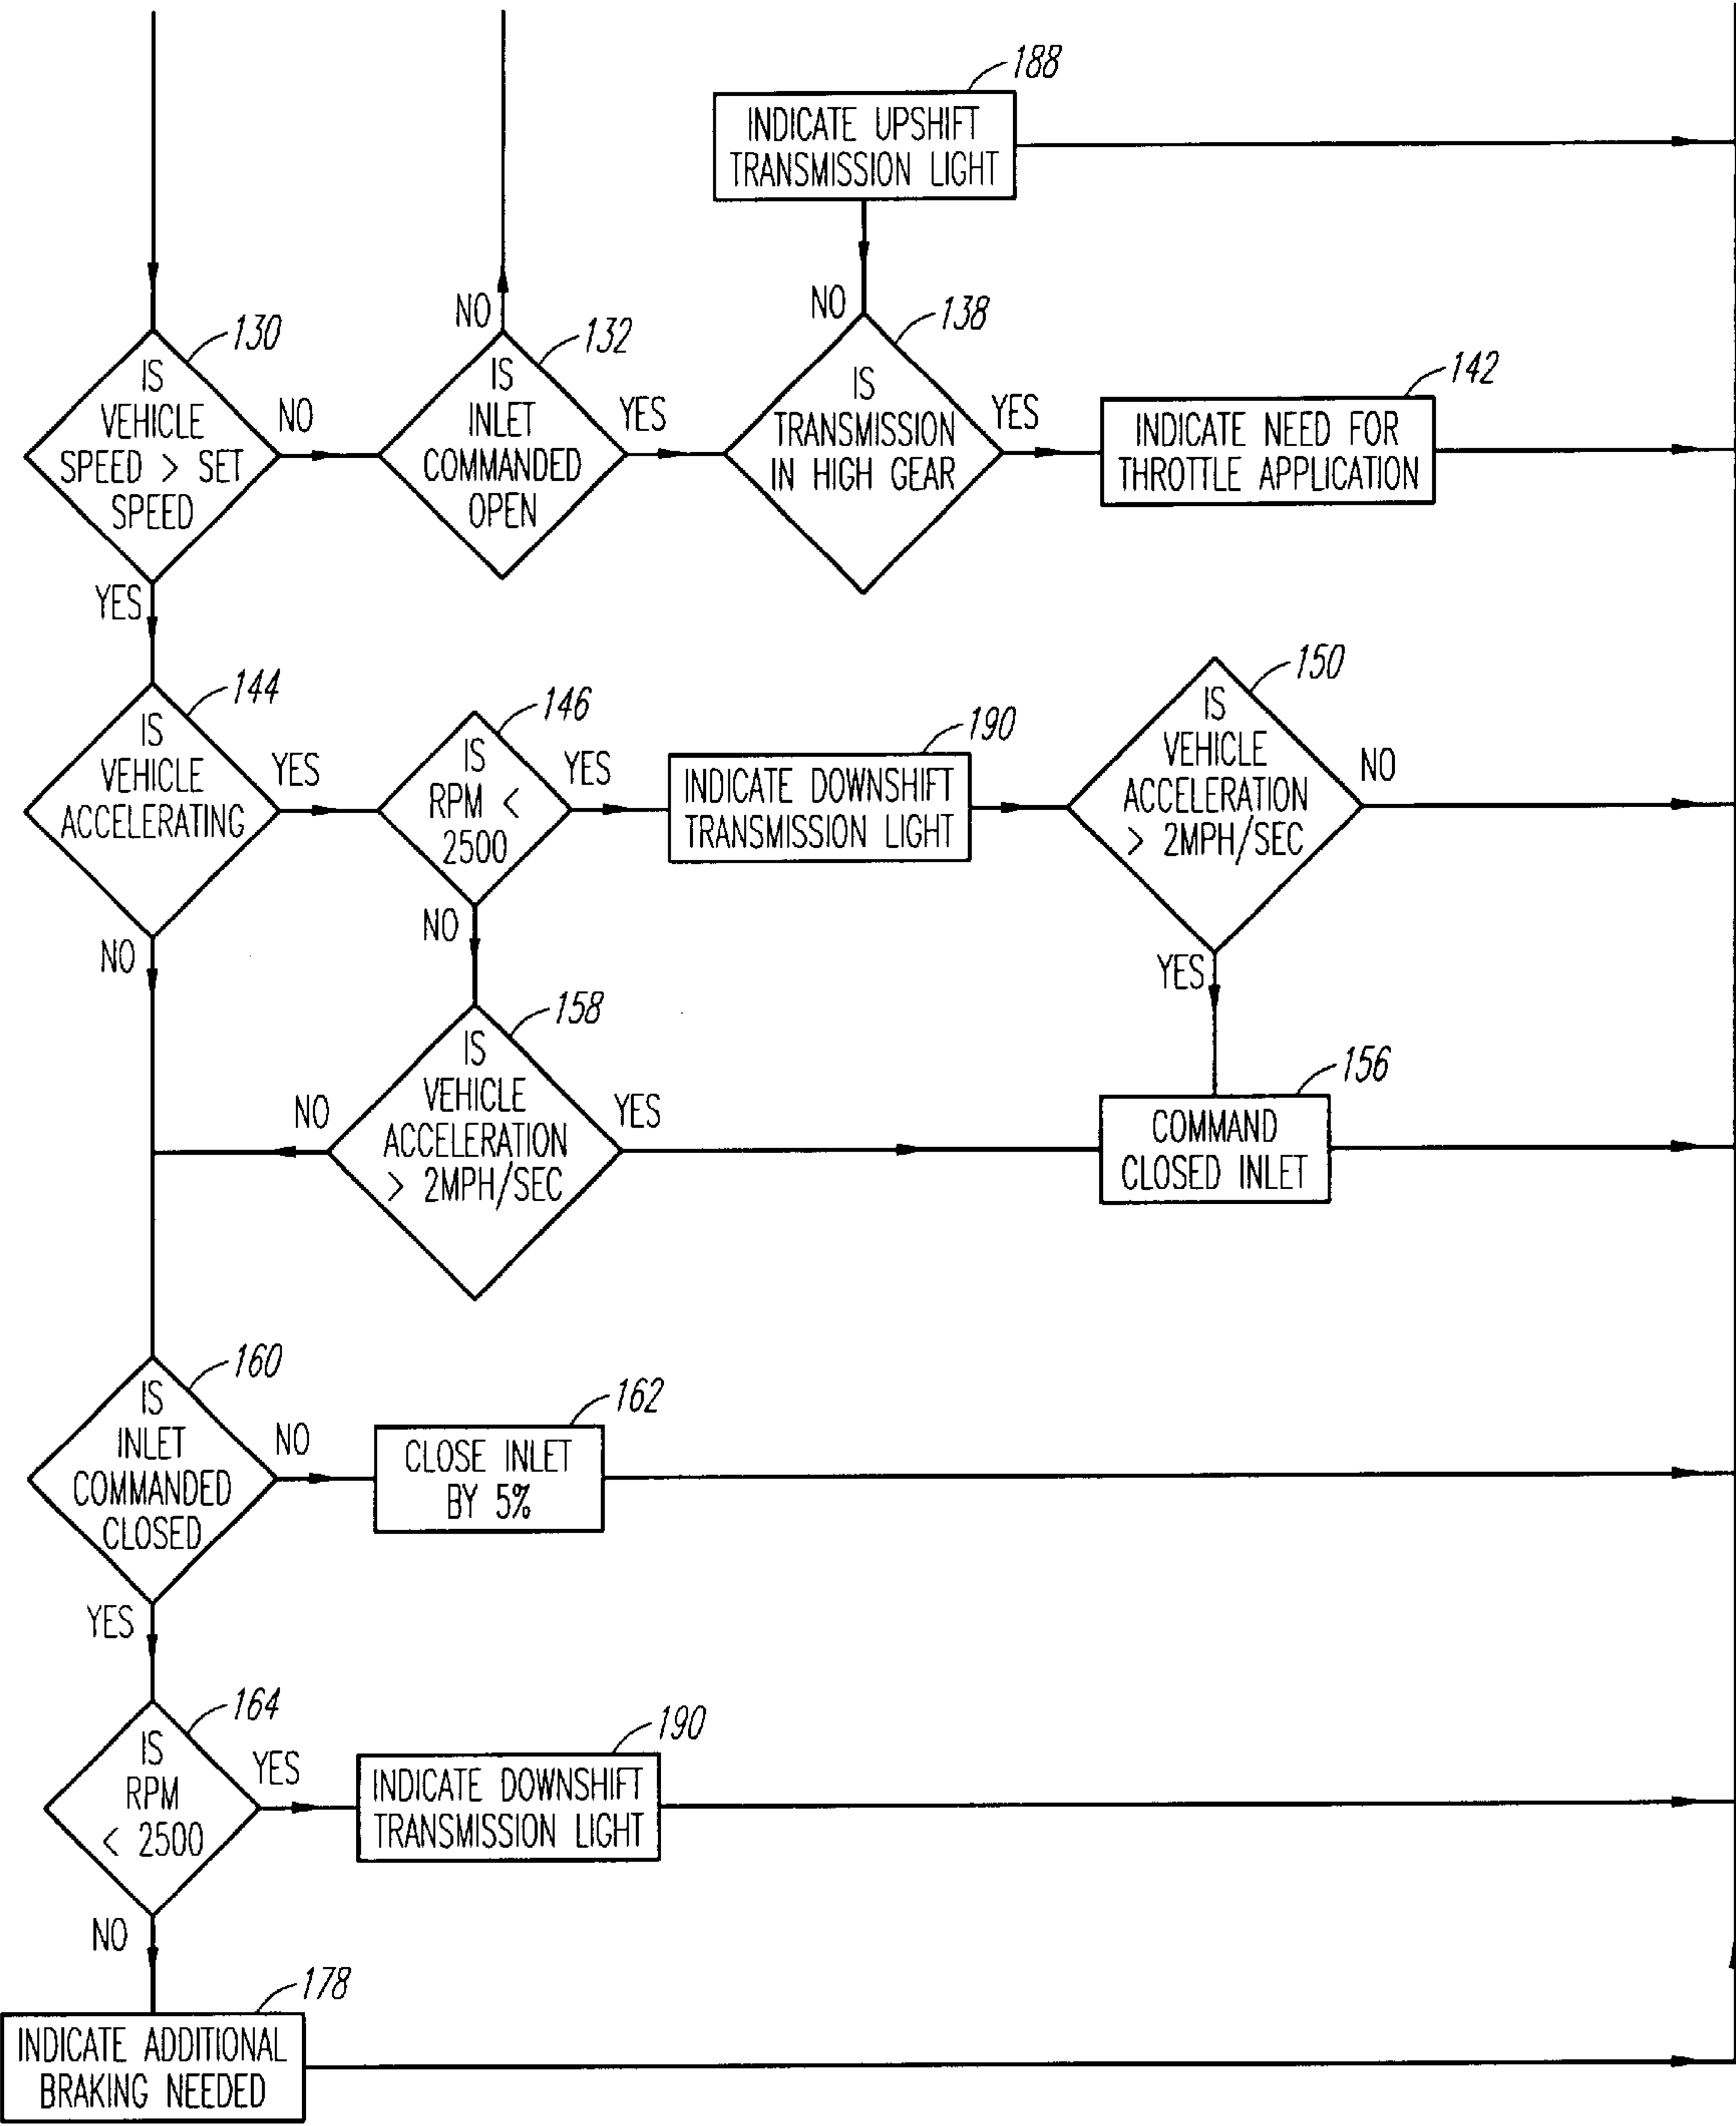 188
INDICATE UPSHIFT
TRANSMISSION LIGHT
NO
130
IS
VEHICLE
SPEED > SET
SPEED
NO
YES
NO
132
IS
INLET
COMMANDED
OPEN
YES
138
IS
TRANSMISSION
IN HIGH GEAR
YES
142
INDICATE NEED FOR
THROTTLE APPLICATION
144
IS
VEHICLE
ACCELERATING
YES
NO
146
IS
RPM <
2500
YES
NO
190
INDICATE DOWNSHIFT
TRANSMISSION LIGHT
150
IS
VEHICLE
ACCELERATION
> 2MPH/SEC
NO
YES
158
IS
VEHICLE
ACCELERATION
> 2MPH/SEC
NO
YES
156
COMMAND
CLOSED INLET
160
IS
INLET
COMMANDED
CLOSED
NO
YES
162
CLOSE INLET
BY 5%
164
IS
RPM
< 2500
YES
NO
190
INDICATE DOWNSHIFT
TRANSMISSION LIGHT
178
INDICATE ADDITIONAL
BRAKING NEEDED